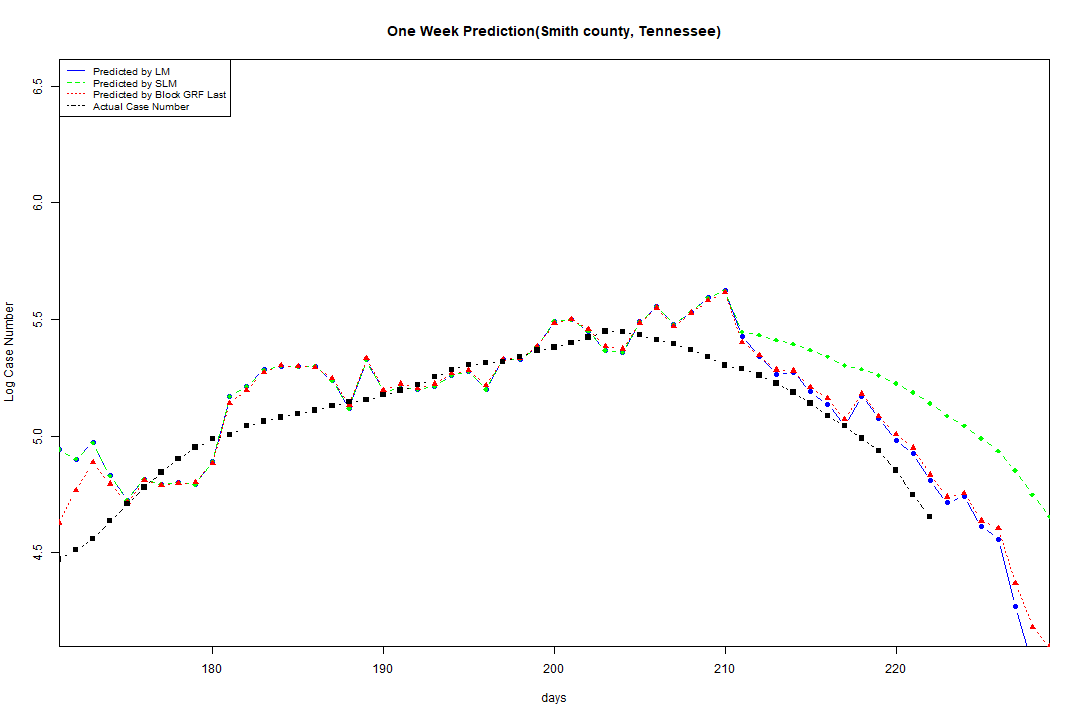 One Week Prediction(Smith county, Tennessee)
Predicted by LM
Predicted by SLM
Predicted by Block GRF Last
Actual Case Number
6.5
6.0
5.5
5.0
4.5
Log Case Number
180 190 200 210 220
days